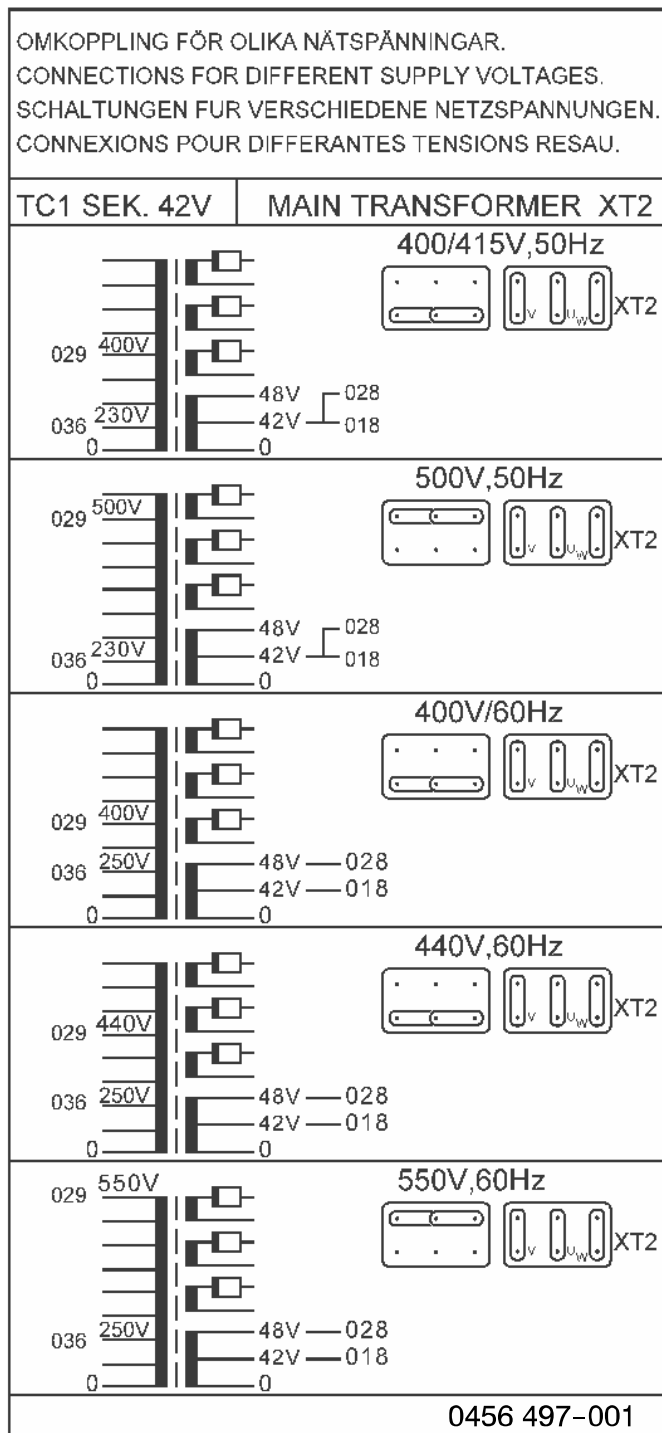 OMKOPPLING FÖR OLIKA NÄTSPÄNNINGAR.
CONNECTIONS FOR DIFFERENT SUPPLY VOLTAGES.
SCHALTUNGEN FUR VERSCHIEDENE NETZSPANNUNGEN.
CONNEXIONS POUR DIFFERANTES TENSIONS RESAU.
TC1 SEK. 42V MAIN TRANSFORMER XT2
400/415V,50Hz
V U W XT2
029 400V
48V 028
036 230V 42V 018
0 0
500V,50Hz
029 500V
V U W XT2
48V 028
036 230V 42V 018
0 0
400V/60Hz
V U W XT2
029 400V
036 250V 48V 028
42V 018
0 0
440V,60Hz
V U W XT2
029 440V
036 250V 48V 028
42V 018
0 0
029 550V 550V,60Hz
V U W XT2
036 250V 48V 028
42V 018
0 0
0456 497-001